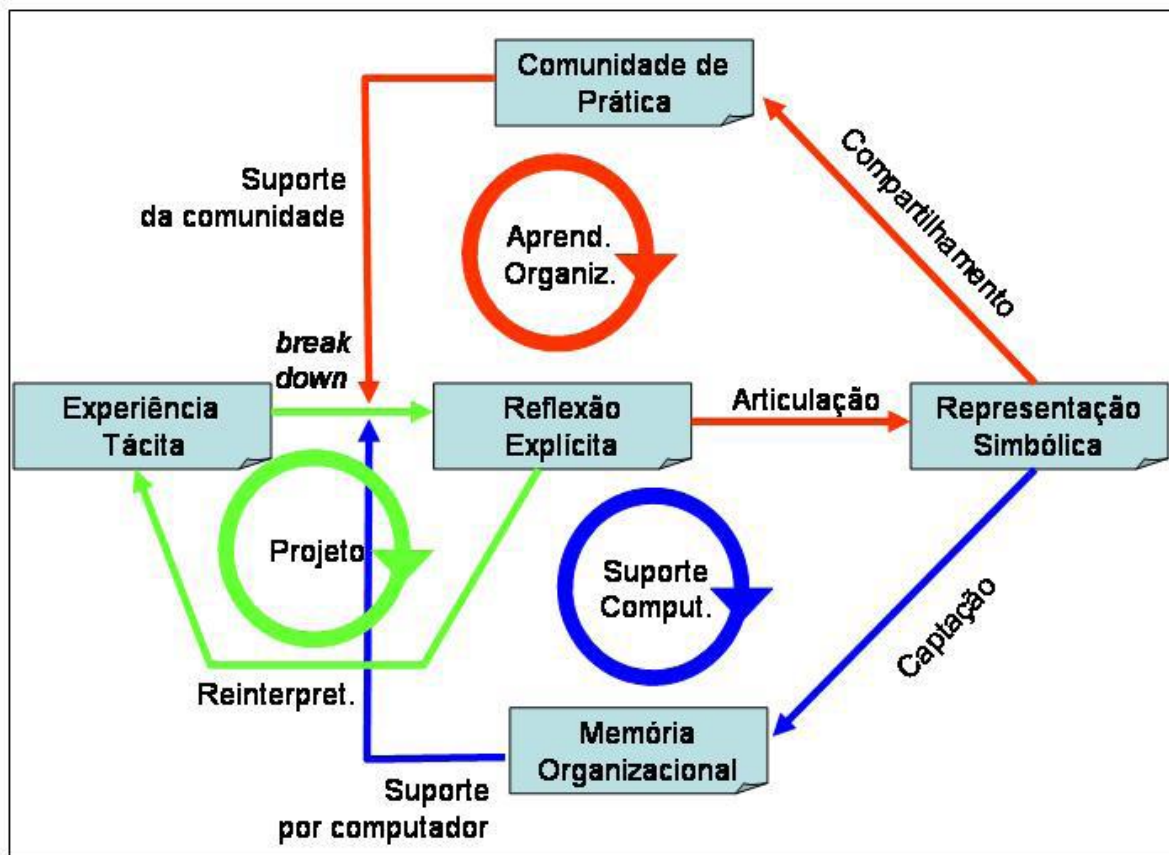 Comunidade de
Prática
Compartilhamento
Suporte
da comunidade
Aprend.
Organiz.
break
down
Experiência
Tácita
Reflexão
Explícita
Articulação
Representação
Simbólica
Projeto
Suporte
Comput.
Captação
Reinterpret.
Memória
Organizacional
Suporte
por computador